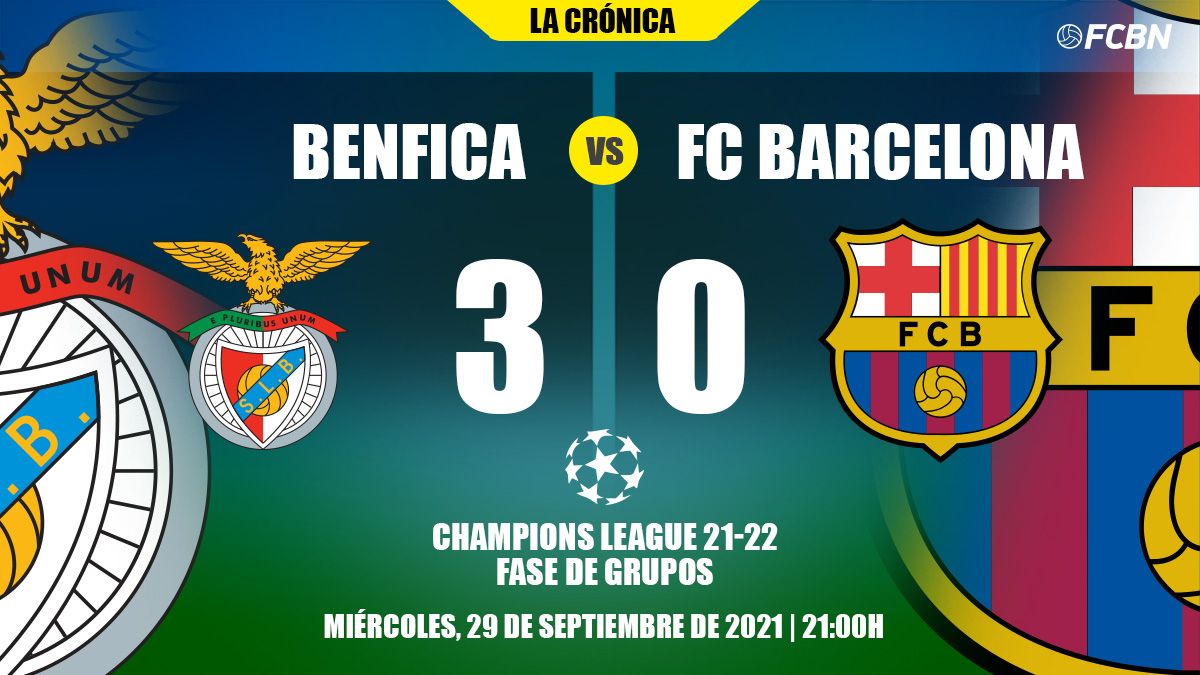 LA CRÓNICA
FCBN
BENFICA VS FC BARCELONA
UNUM
E PLURIBUS UNUM
3 0
FCB
F C
S.L.B.
L.B.
CHAMPIONS LEAGUE 21-22
FASE DE GRUPOS
MIÉRCOLES, 29 DE SEPTIEMBRE DE 2021 | 21:00H